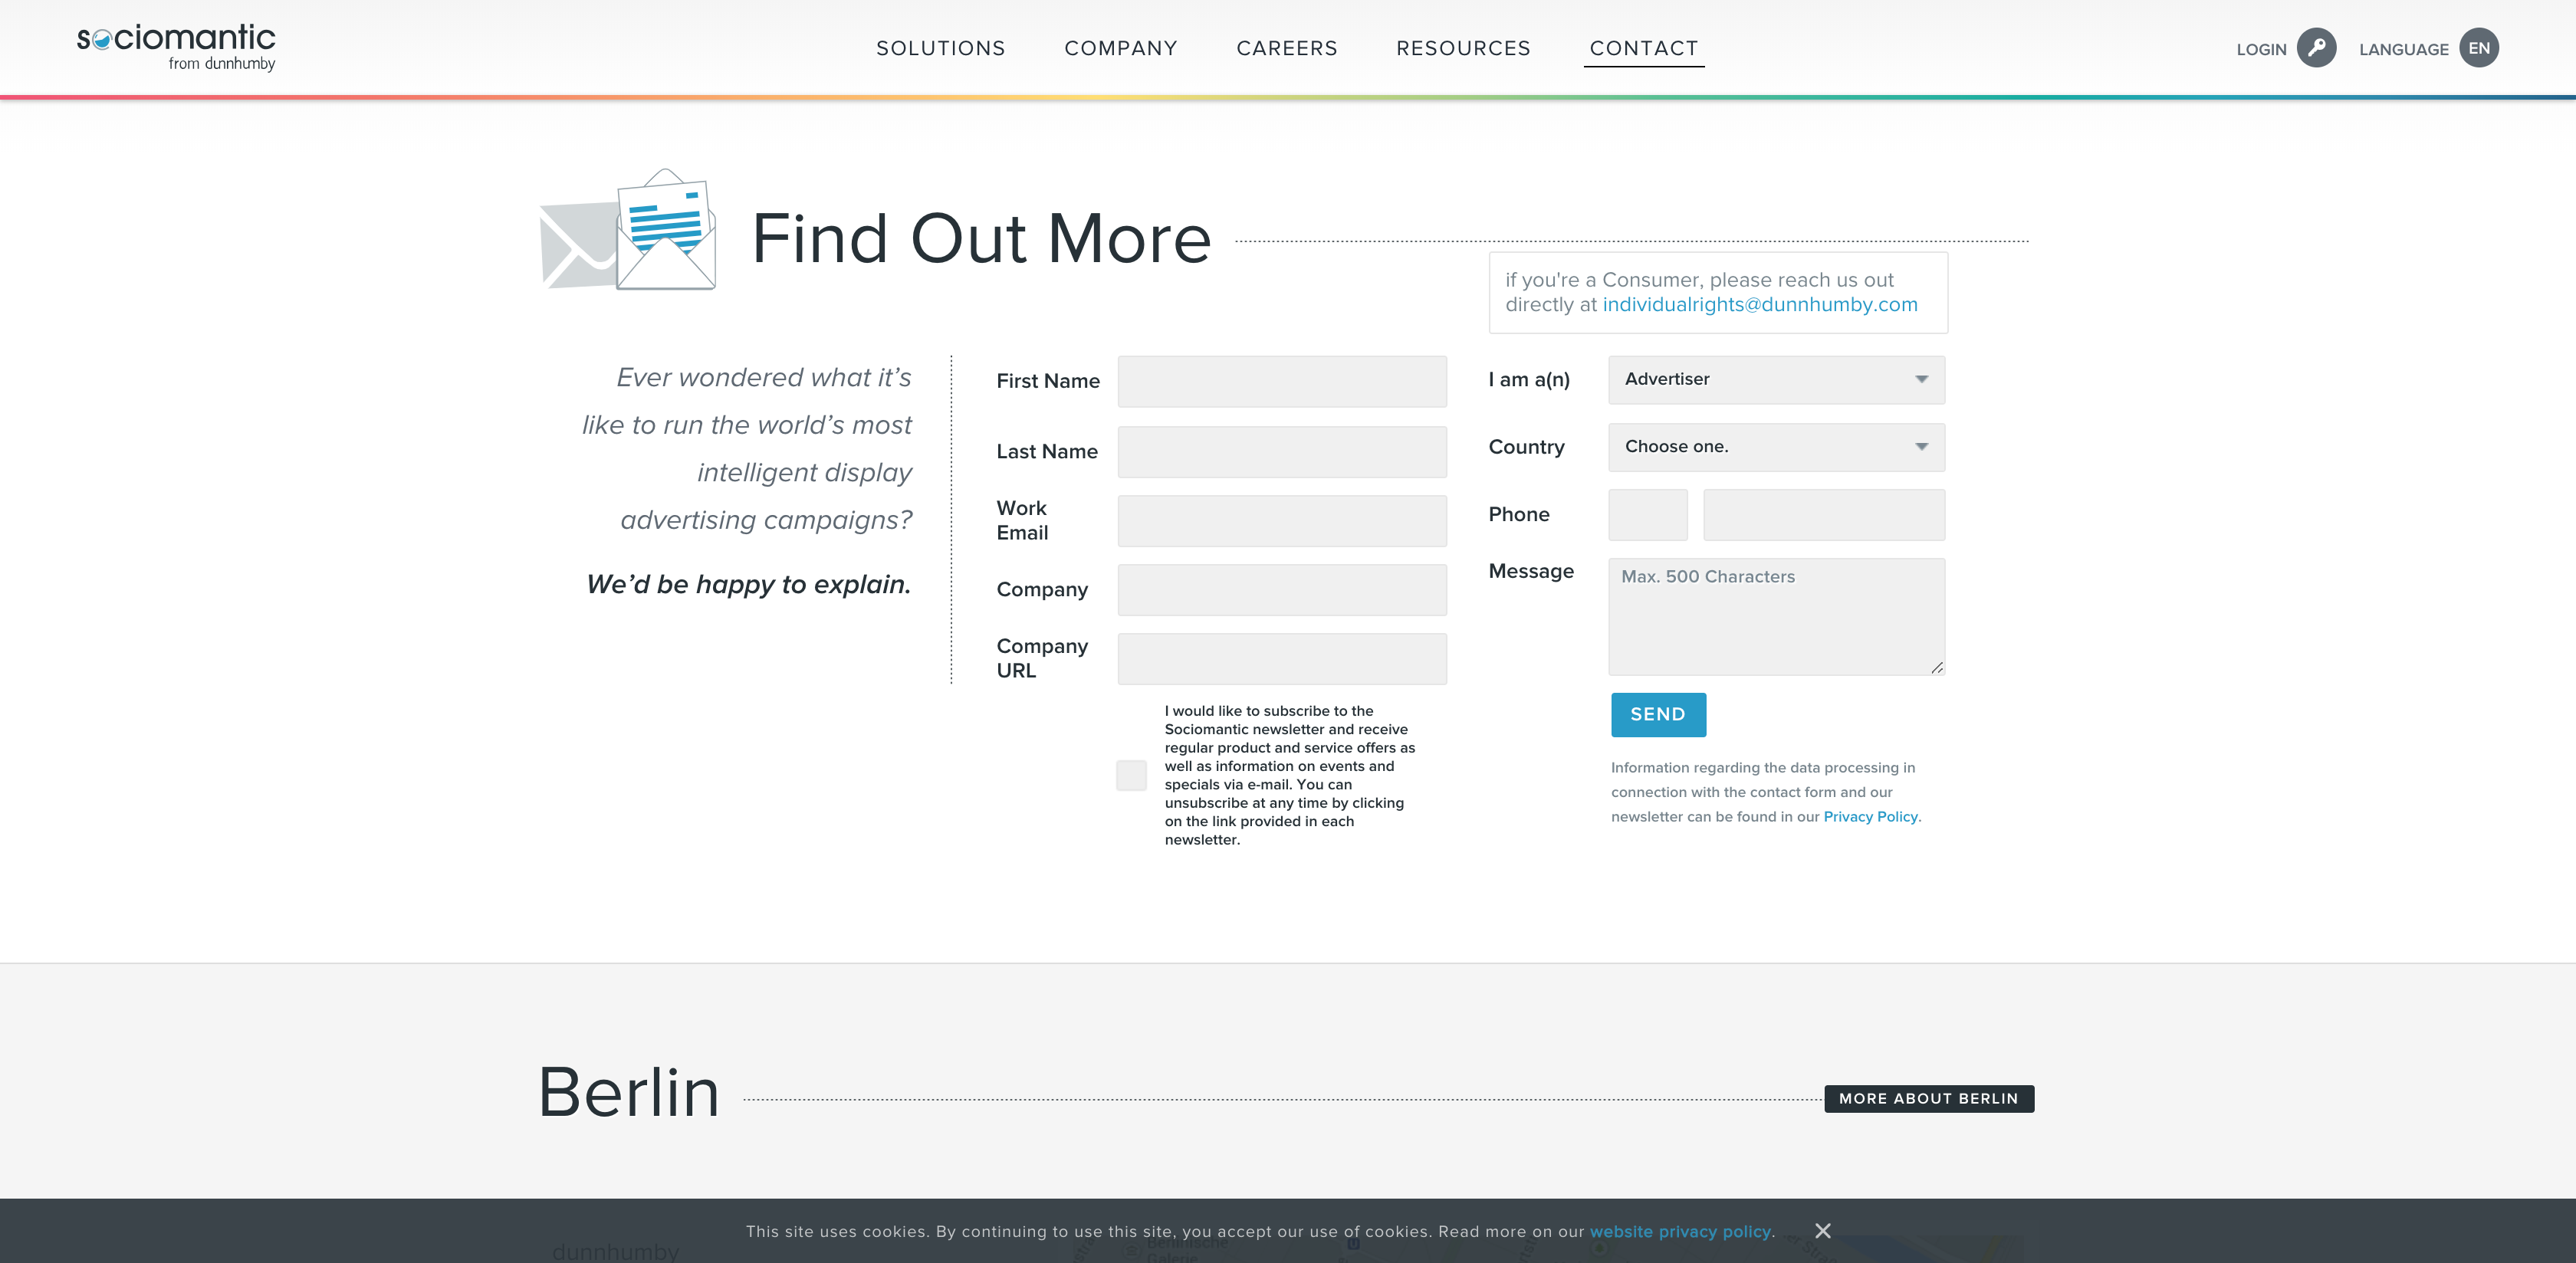 sociomantic
from dunnhumby
SOLUTIONS
COMPANY
CAREERS
RESOURCES
CONTACT
LOGIN
LANGUAGE
EN
Find Out More
if you're a Consumer, please reach us out
directly at individualrights@dunnhumby.com
Ever wondered what it's
like to run the world's most
intelligent display
advertising campaigns?
We'd be happy to explain.
First Name
Last Name
Work
Email
Company
Company
URL
I would like to subscribe to the
Sociomantic newsletter and receive
regular product and service offers as
well as information on events and
specials via e-mail. You can
unsubscribe at any time by clicking
on the link provided in each
newsletter.
I am a(n)
Advertiser
Country
Choose one.
Phone
Message
Max. 500 Characters
SEND
Information regarding the data processing in
connection with the contact form and our
newsletter can be found in our Privacy Policy.
Berlin
MORE ABOUT BERLIN
This site uses cookies. By continuing to use this site, you accept our use of cookies. Read more on our website privacy policy.
dunnhumby
Galerie